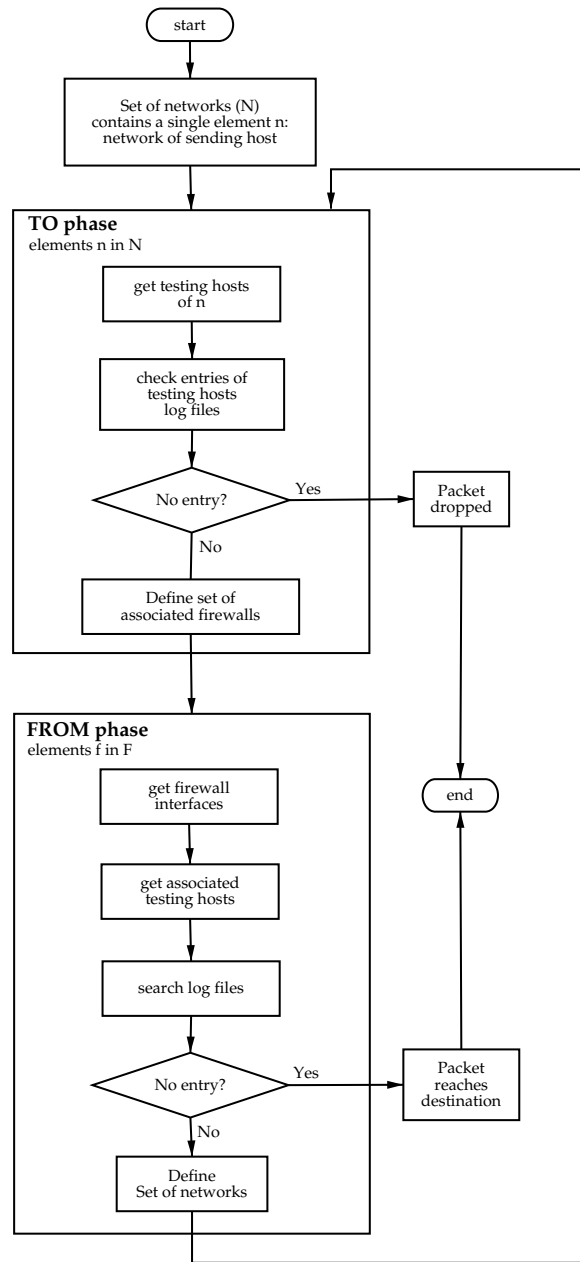 start
Set of networks (N)
contains a single element n:
network of sending host
TO phase
elements n in N
get testing hosts
of n
check entries of
testing hosts
log files
No entry?
Yes
Packet
dropped
No
Define set of
associated firewalls
FROM phase
elements f in F
get firewall
interfaces
end
get associated
testing hosts
search log files
No entry?
Yes
Packet
reaches
destination
No
Define
Set of networks